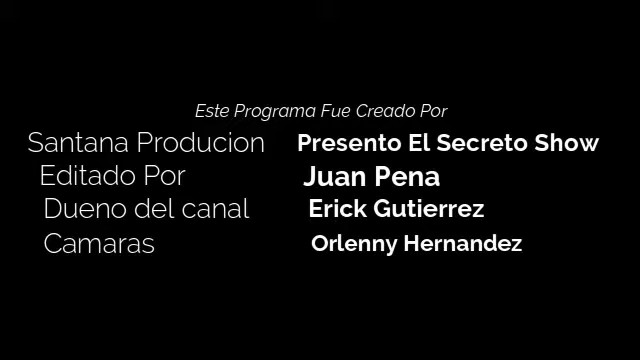 Este Programa Fue Creado Por
Santana Producion Presento El Secreto Show
Editado Por Juan Pena
Dueno del canal Erick Gutierrez
Camaras Orlenny Hernandez